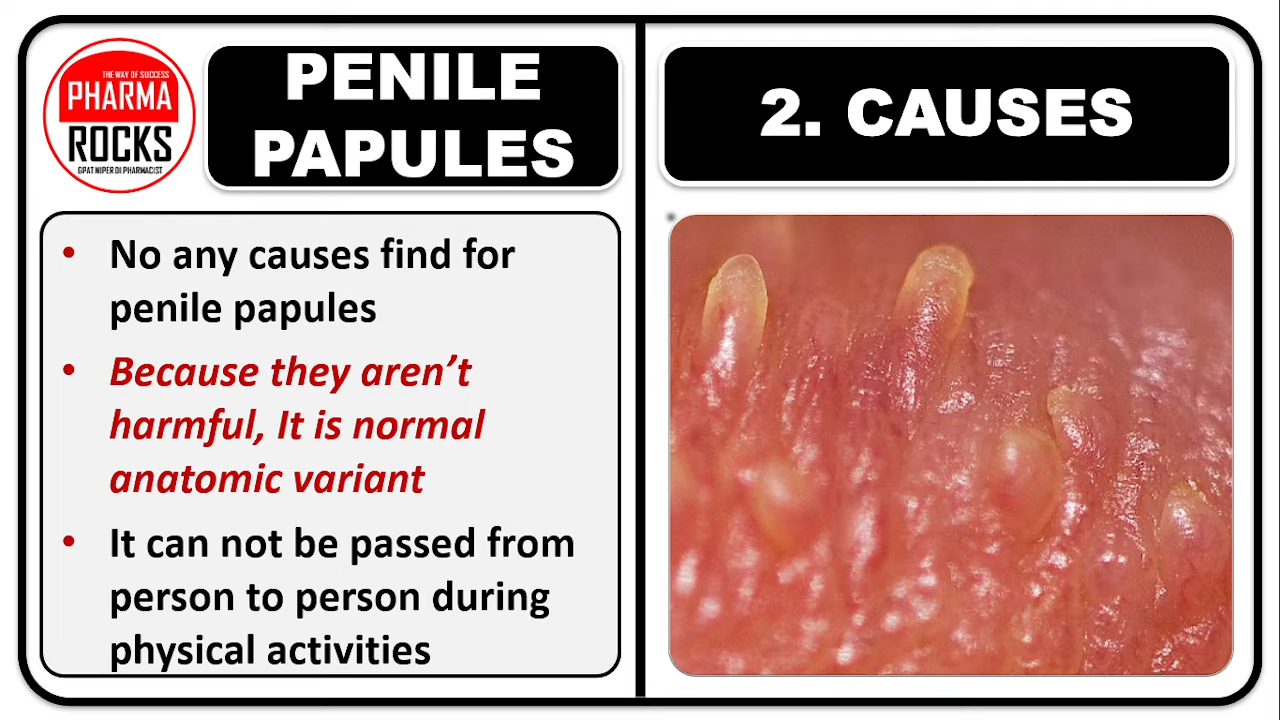 THE WAY OF SUCCESS
PHARMA
ROCKS
GPAT NIPER DI PHARMACIST
PENILE
PAPULES
2. CAUSES
• No any causes find for
penile papules
• Because they aren’t
harmful, It is normal
anatomic variant
• It can not be passed from
person to person during
physical activities